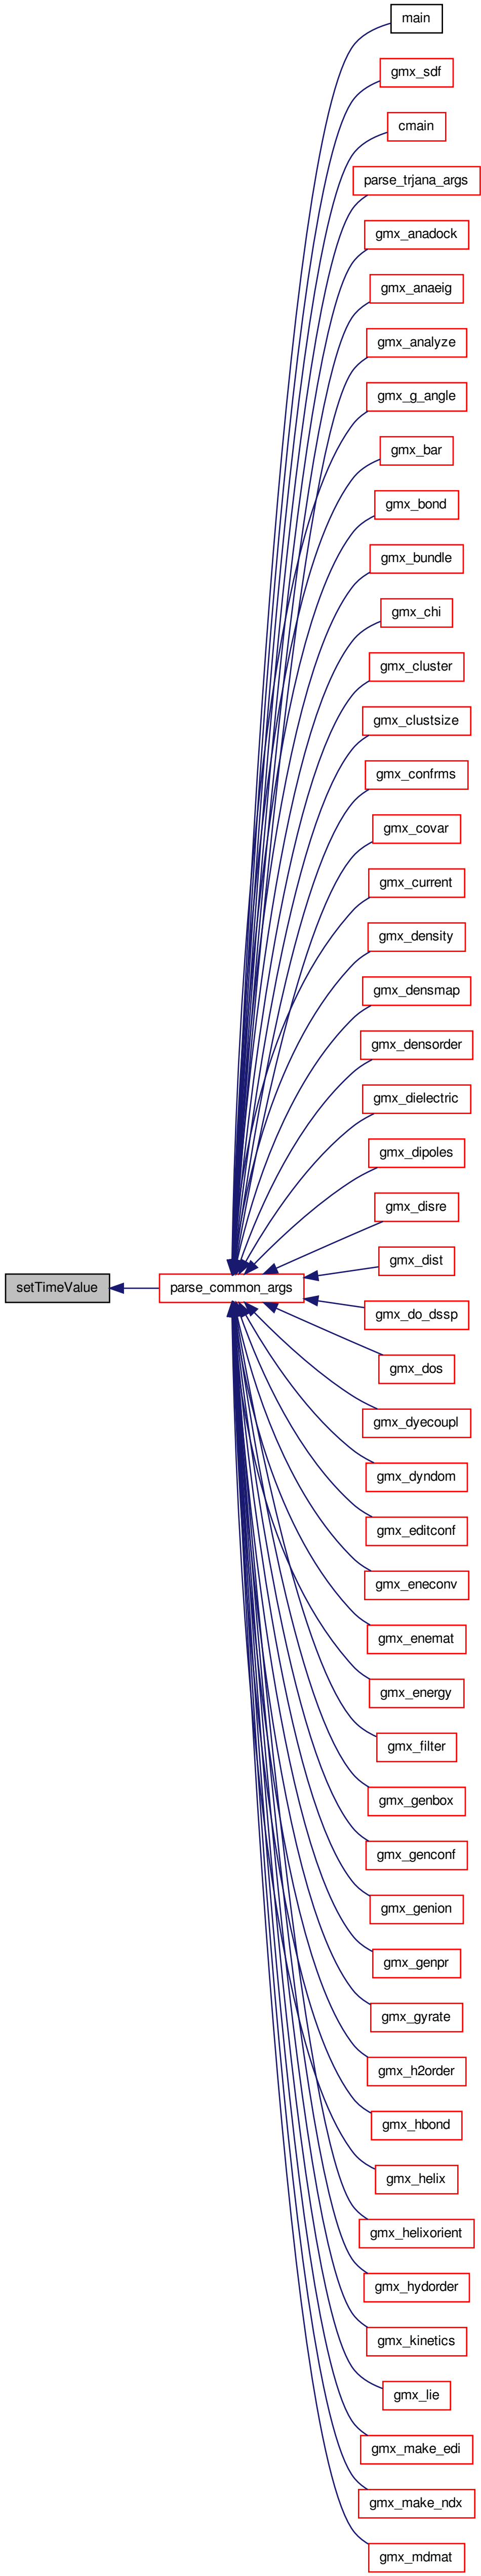 main
gmx_sdf
cmain
parse_trjana_args
gmx_anadock
gmx_anaeig
gmx_analyze
gmx_g_angle
gmx_bar
gmx_bond
gmx_bundle
gmx_chi
gmx_cluster
gmx_clustsize
gmx_confrms
gmx_covar
gmx_current
gmx_density
gmx_densmap
gmx_densorder
gmx_dielectric
gmx_dipoles
gmx_disre
gmx_dist
setTimeValue
parse_common_args
gmx_do_dssp
gmx_dos
gmx_dyecoupl
gmx_dyndom
gmx_editconf
gmx_eneconv
gmx_enemat
gmx_energy
gmx_filter
gmx_genbox
gmx_genconf
gmx_genion
gmx_genpr
gmx_gyrate
gmx_h2order
gmx_hbond
gmx_helix
gmx_helixorient
gmx_hydorder
gmx_kinetics
gmx_lie
gmx_make_edi
gmx_make_ndx
gmx_mdmat